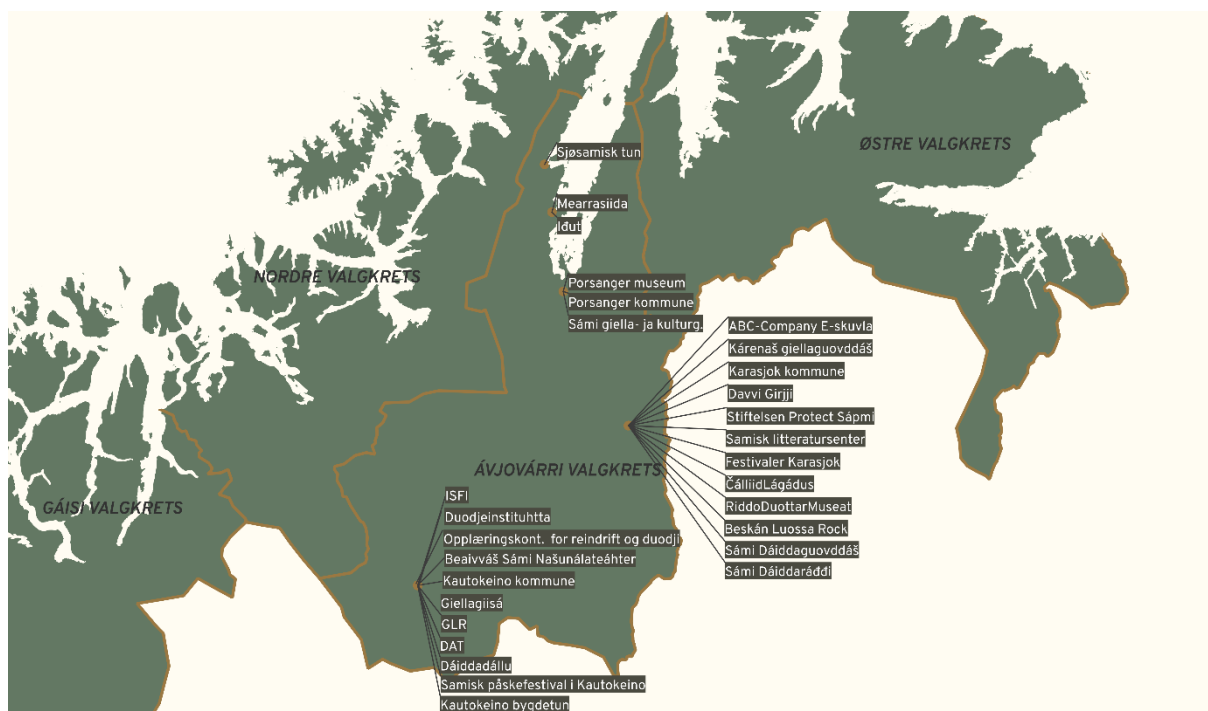 ØSTRE VALGKRETS
Sjøsamisk tun
Mearrasiida
Iđut
NORDRE VALGKRETS
Porsanger museum
Porsanger kommune
Sámi giella- ja kulturg.
ABC-Company E-skuvla
Kárenaš giellaguovddáš
Karasjok kommune
Davvi Girjji
Stiftelsen Protect Sápmi
Samisk litteratursenter
Festivaler Karasjok
ČálliidLágádus
RiddoDuottarMuseat
Beskán Luossa Rock
Sámi Dáiddaguovddáš
Sámi Dáiddaráđđi
ÁVJOVÁRRI VALGKRETS
GÁISI VALGKRETS
ISFI
Duodjeinstituhtta
Opplæringskont. for reindrift og duodji
Beaivváš Sámi Našunálateáhter
Kautokeino kommune
Giellagiisá
GLR
DAT
Dáiddadállu
Samisk påskefestival i Kautokeino
Kautokeino bygdetun